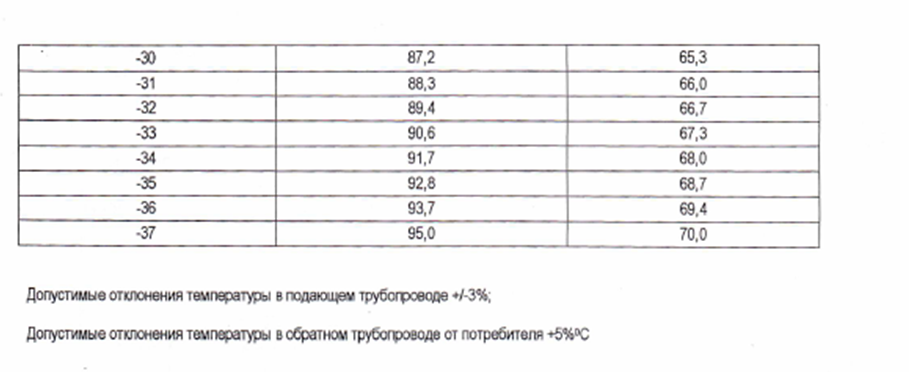 -30 87,2 65,3
-31 88,3 66,0
-32 89,4 66,7
-33 90,6 67,3
-34 91,7 68,0
-35 92,8 68,7
-36 93,7 69,4
-37 95,0 70,0
Допустимые отклонения температуры в подающем трубопроводе +/-3%;
Допустимые отклонения температуры в обратном трубопроводе от потребителя +5%ºС